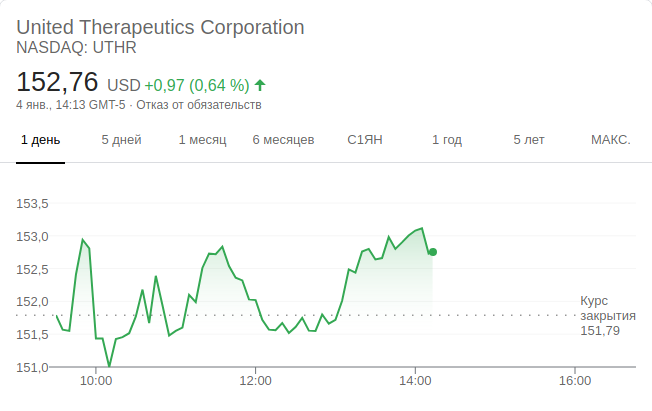 United Therapeutics Corporation
NASDAQ: UTHR
152,76 USD +0,97 (0,64 %)
4 янв., 14:13 GMT-5 · Отказ от обязательств
1 день 5 дней 1 месяц 6 месяцев С1ЯН 1 год 5 лет МАКС.
153,5
153,0
152,5
152,0
Курс
закрытия
151,79
151,5
151,0
10:00 12:00 14:00 16:00